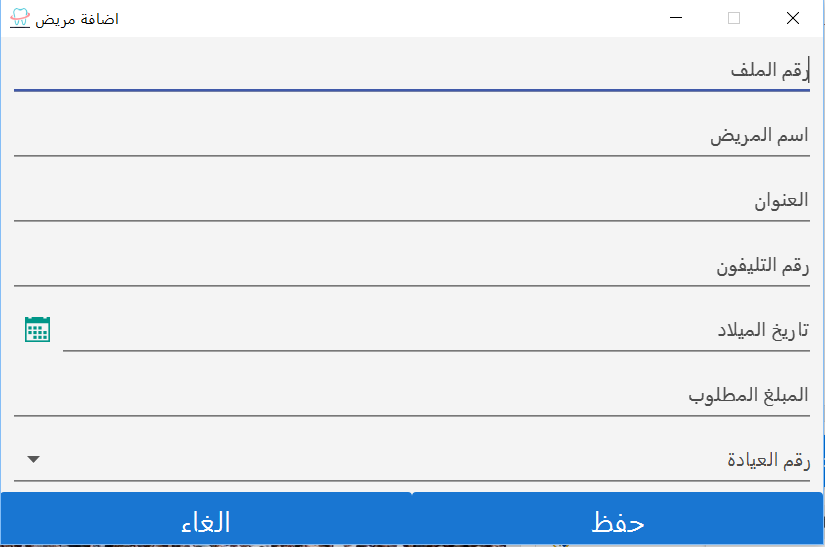 اضافة مريض
رقم الملف
اسم المريض
العنوان
رقم التليفون
تاريخ الميلاد
المبلغ المطلوب
رقم العيادة
حفظ
الغاء